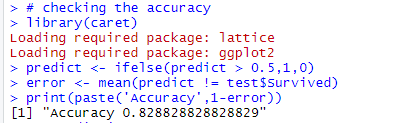 > # checking the accuracy
> library(caret)
Loading required package: lattice
Loading required package: ggplot2
> predict <- ifelse(predict > 0.5,1,0)
> error <- mean(predict != test$Survived)
> print(paste('Accuracy',1-error))
[1] "Accuracy 0.828828828828829"